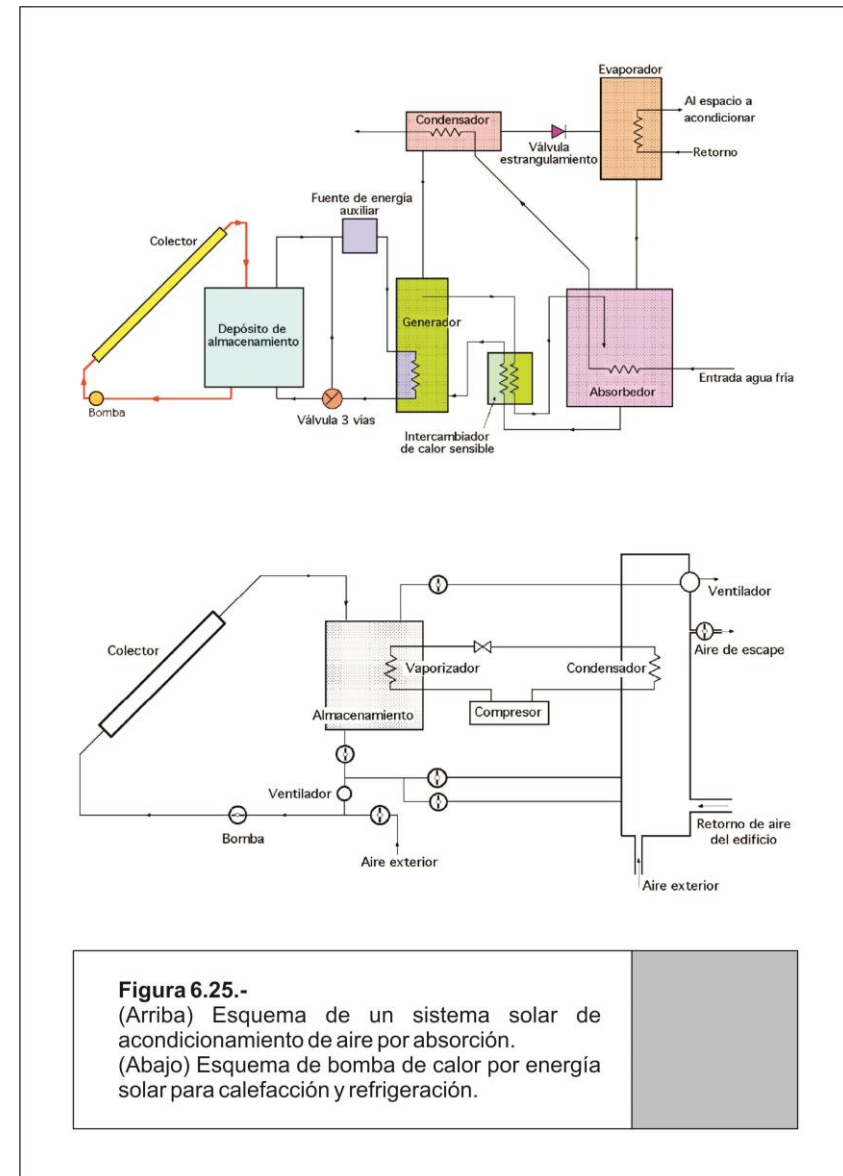 Evaporador
Al espacio a
acondicionar
Condensador
Válvula
estrangulamiento
Retorno
Fuente de energía
auxiliar
Colector
Depósito de
almacenamiento
Generador
Entrada agua fría
Absorbedor
Bomba
Válvula 3 vías
Intercambiador
de calor sensible
Ventilador
Colector
Aire de escape
Vaporizador
Condensador
Almacenamiento
Compresor
Ventilador
Bomba
Retorno de aire
del edificio
Aire exterior
Aire exterior
Figura 6.25.-
(Arriba) Esquema de un sistema solar de
acondicionamiento de aire por absorción.
(Abajo) Esquema de bomba de calor por energía
solar para calefacción y refrigeración.